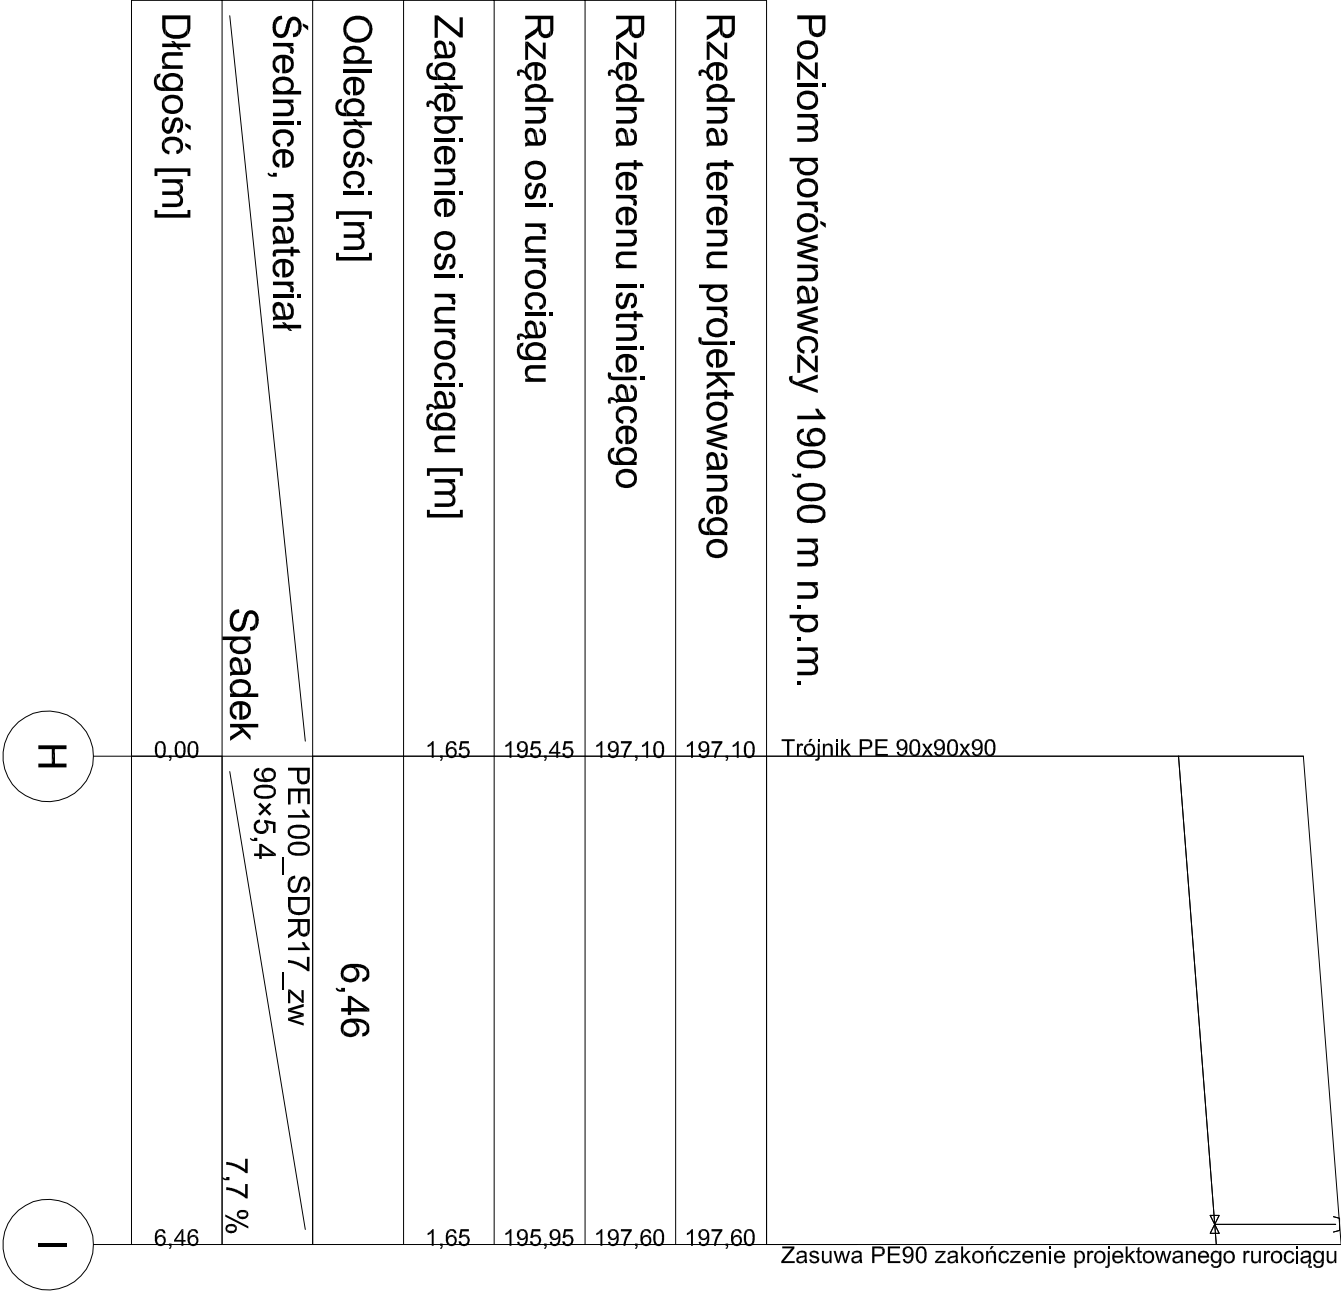 Poziom porównawczy 190,00 m n.p.m.
Trójnik PE 90x90x90
Zasuwa PE90 zakończenie projektowanego rurociągu
Rzędna terenu projektowanego
197,10
197,60
Rzędna terenu istniejącego
197,10
197,60
Rzędna osi rurociągu
195,45
195,95
Zagłębienie osi rurociągu [m]
1,65
1,65
Odległości [m]
6,46
Średnice, materiał
Spadek
PE100_SDR17_zw
90×5,4
7,7 %
Długość [m]
0,00
6,46
H
I